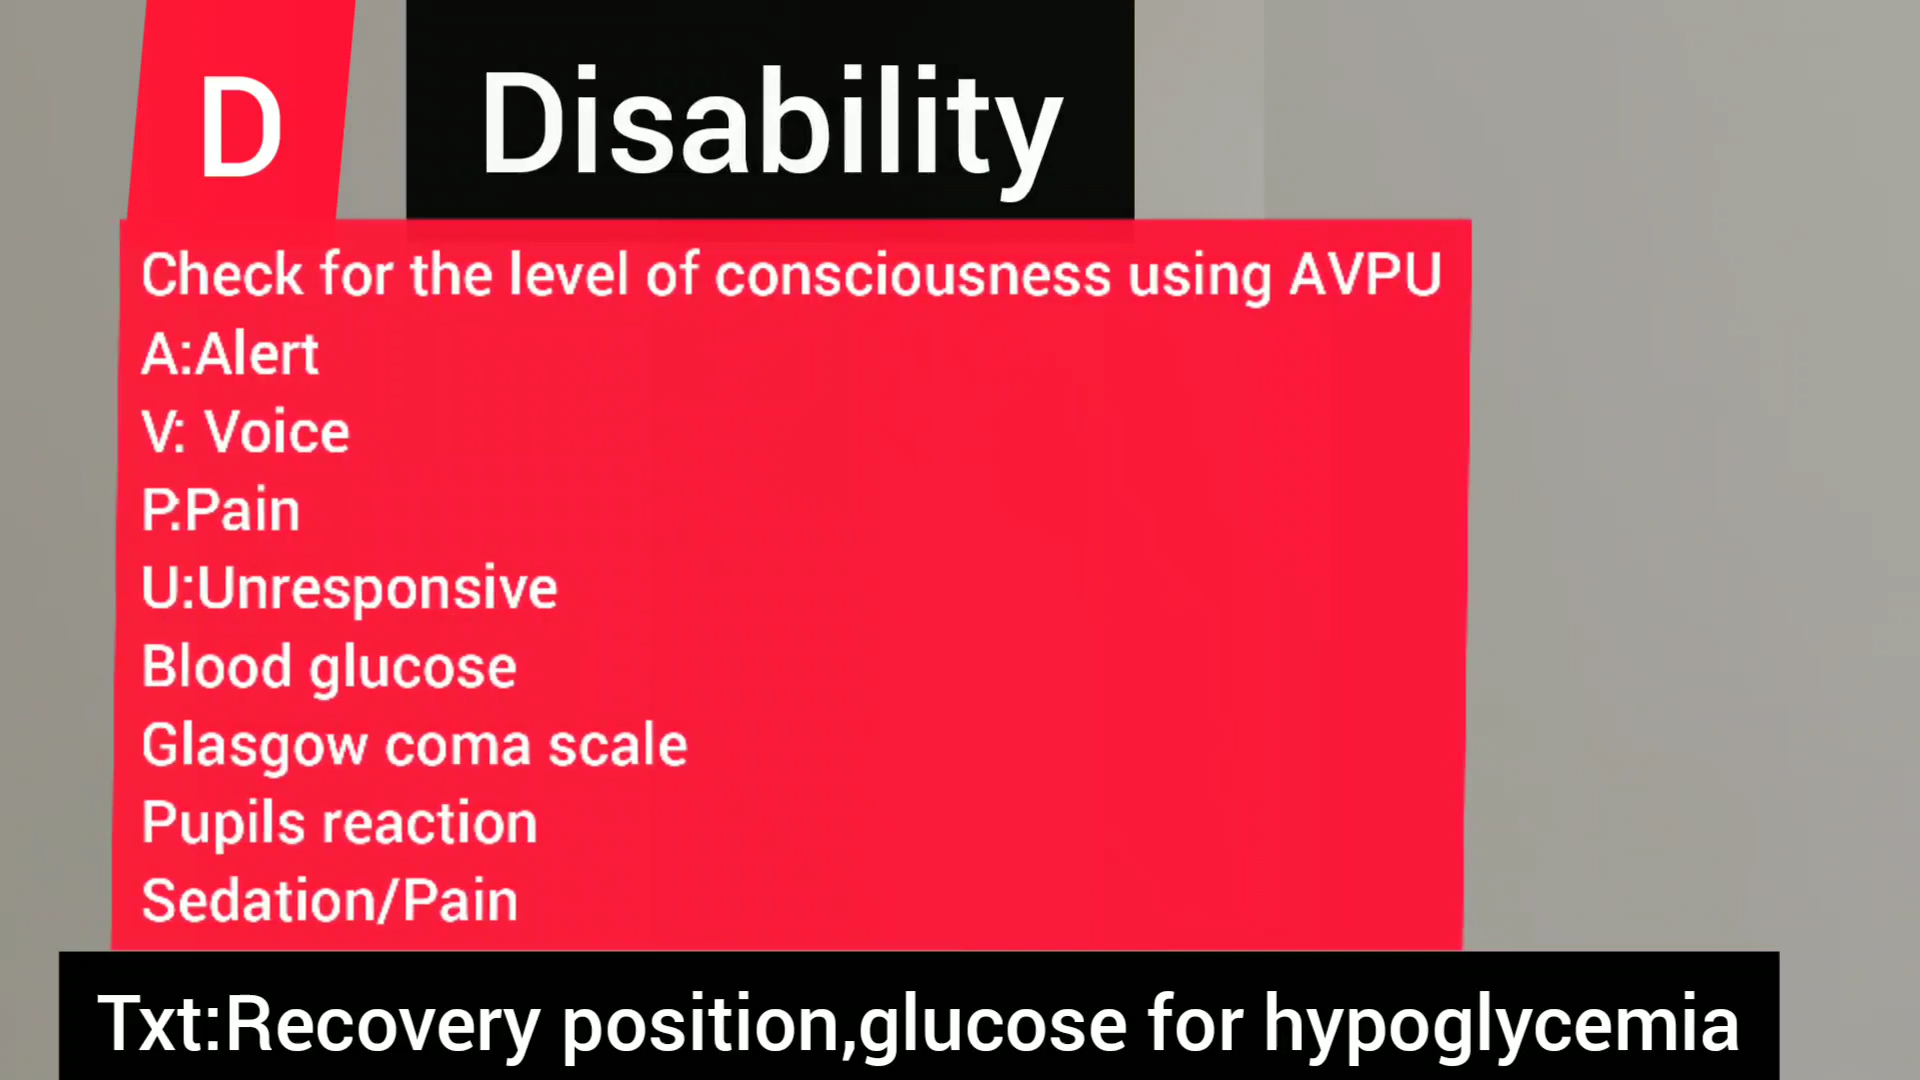 D Disability
Check for the level of consciousness using AVPU
A:Alert
V: Voice
P:Pain
U:Unresponsive
Blood glucose
Glasgow coma scale
Pupils reaction
Sedation/Pain
Txt:Recovery position,glucose for hypoglycemia